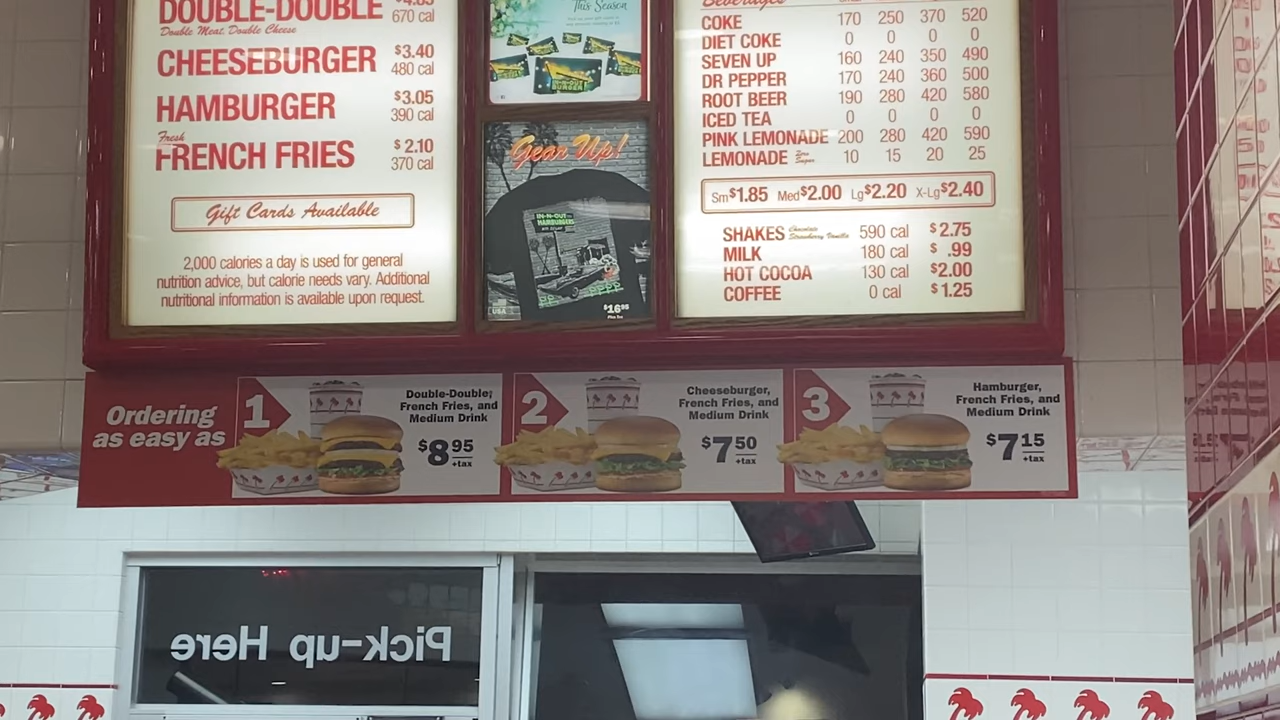 DOUBLE-DOUBLE $4.85
Double Meat, Double Cheese 670 cal
CHEESEBURGER $3.40
480 cal
HAMBURGER $3.05
390 cal
Fresh
FRENCH FRIES $2.10
370 cal
Gift Cards Available
2,000 calories a day is used for general
nutrition advice, but calorie needs vary. Additional
nutritional information is available upon request.
This Season
IN-N-OUT
BURGER
Gear Up!
IN-N-OUT
HAMBURGERS
$16.95
USA
Beverages
COKE 170 250 370 520
DIET COKE 0 0 0 0
SEVEN UP 160 240 350 490
DR PEPPER 170 240 360 500
ROOT BEER 190 280 420 580
ICED TEA 0 0 0 0
PINK LEMONADE 200 280 420 590
LEMONADE Zero Sugar 10 15 20 25
Sm $1.85 Med $2.00 Lg $2.20 X-Lg $2.40
SHAKES Chocolate Strawberry Vanilla 590 cal $2.75
MILK 180 cal $.99
HOT COCOA 130 cal $2.00
COFFEE 0 cal $1.25
Ordering
as easy as
1
Double-Double,
French Fries, and
Medium Drink
$8.95
+tax
2
Cheeseburger,
French Fries, and
Medium Drink
$7.50
+tax
3
Hamburger,
French Fries, and
Medium Drink
$7.15
+tax
Pick-up Here